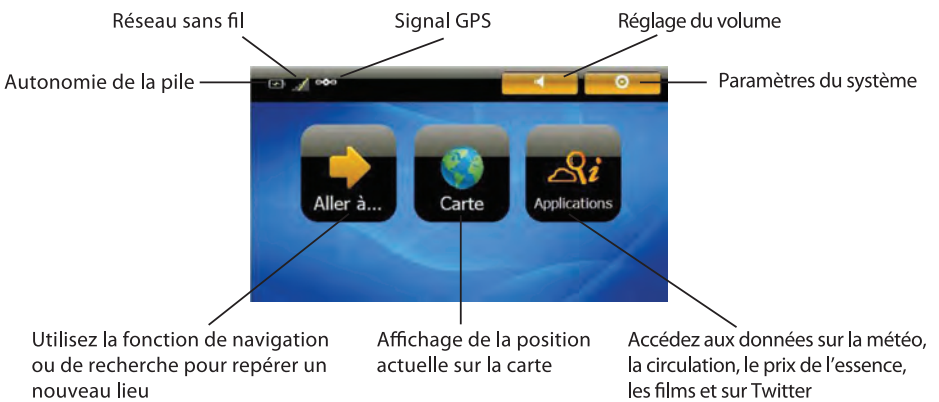 Réseau sans fil
Signal GPS
Réglage du volume
Autonomie de la pile
Paramètres du système
Aller à...
Carte
Applications
Utilisez la fonction de navigation
ou de recherche pour repérer un
nouveau lieu
Affichage de la position
actuelle sur la carte
Accédez aux données sur la météo,
la circulation, le prix de l'essence,
les films et sur Twitter